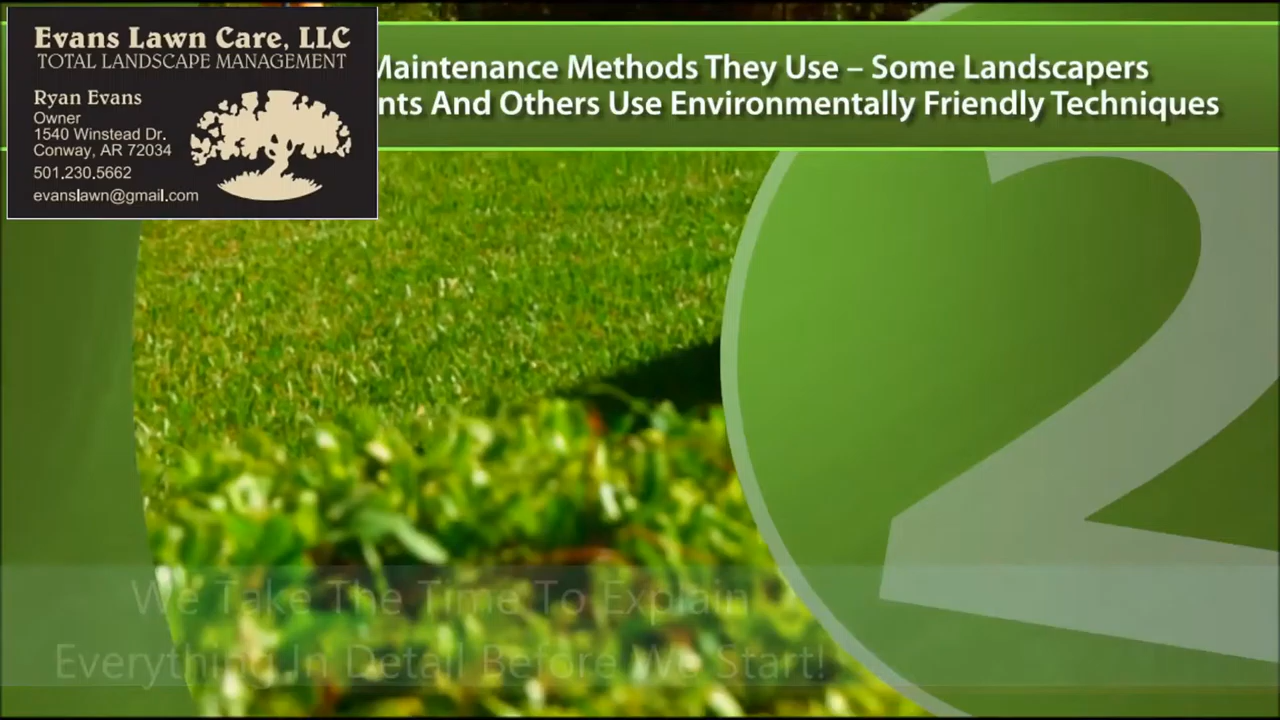 Evans Lawn Care, LLC
TOTAL LANDSCAPE MANAGEMENT
Ryan Evans
Owner
1540 Winstead Dr.
Conway, AR 72034
501.230.5662
evanslawn@gmail.com
Maintenance Methods They Use – Some Landscapers
nts And Others Use Environmentally Friendly Techniques
2
We Take The Time To Explain
Everything In Detail Before We Start!